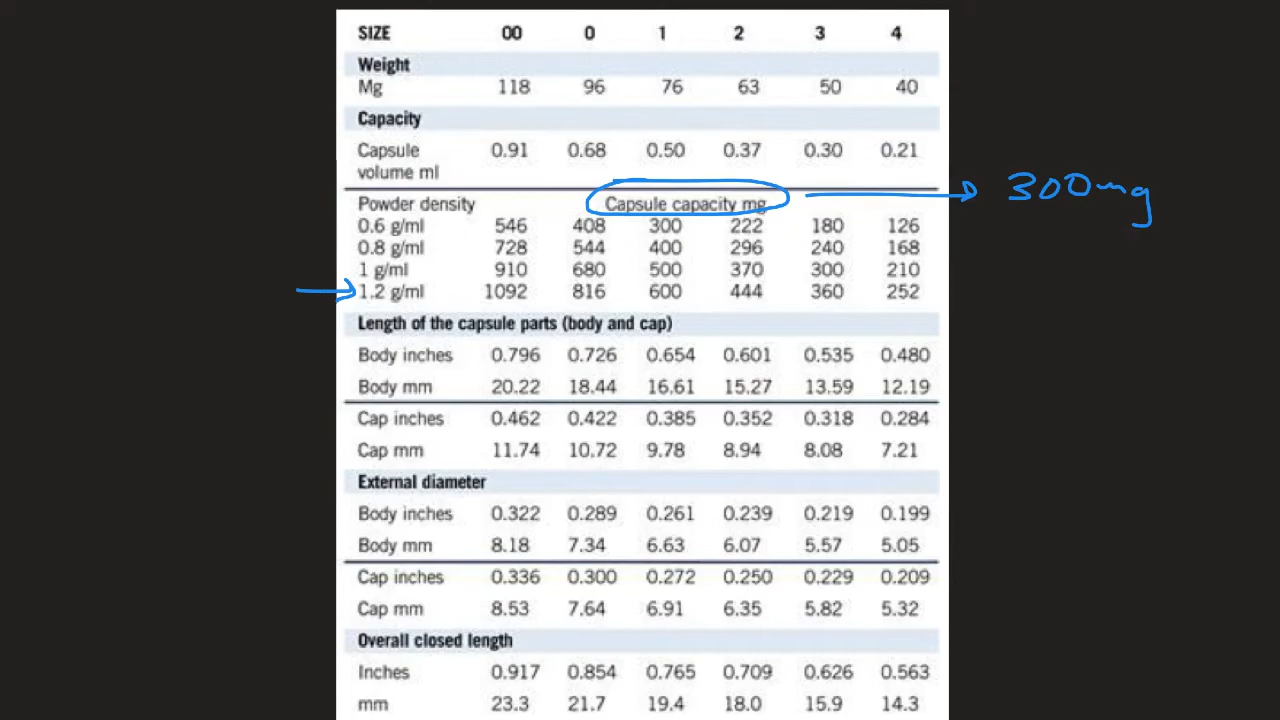 SIZE 00 0 1 2 3 4
Weight
Mg 118 96 76 63 50 40
Capacity
Capsule 0.91 0.68 0.50 0.37 0.30 0.21
volume ml
300mg
Powder density Capsule capacity mg
0.6 g/ml 546 408 300 222 180 126
0.8 g/ml 728 544 400 296 240 168
1 g/ml 910 680 500 370 300 210
1.2 g/ml 1092 816 600 444 360 252
Length of the capsule parts (body and cap)
Body inches 0.796 0.726 0.654 0.601 0.535 0.480
Body mm 20.22 18.44 16.61 15.27 13.59 12.19
Cap inches 0.462 0.422 0.385 0.352 0.318 0.284
Cap mm 11.74 10.72 9.78 8.94 8.08 7.21
External diameter
Body inches 0.322 0.289 0.261 0.239 0.219 0.199
Body mm 8.18 7.34 6.63 6.07 5.57 5.05
Cap inches 0.336 0.300 0.272 0.250 0.229 0.209
Cap mm 8.53 7.64 6.91 6.35 5.82 5.32
Overall closed length
Inches 0.917 0.854 0.765 0.709 0.626 0.563
mm 23.3 21.7 19.4 18.0 15.9 14.3